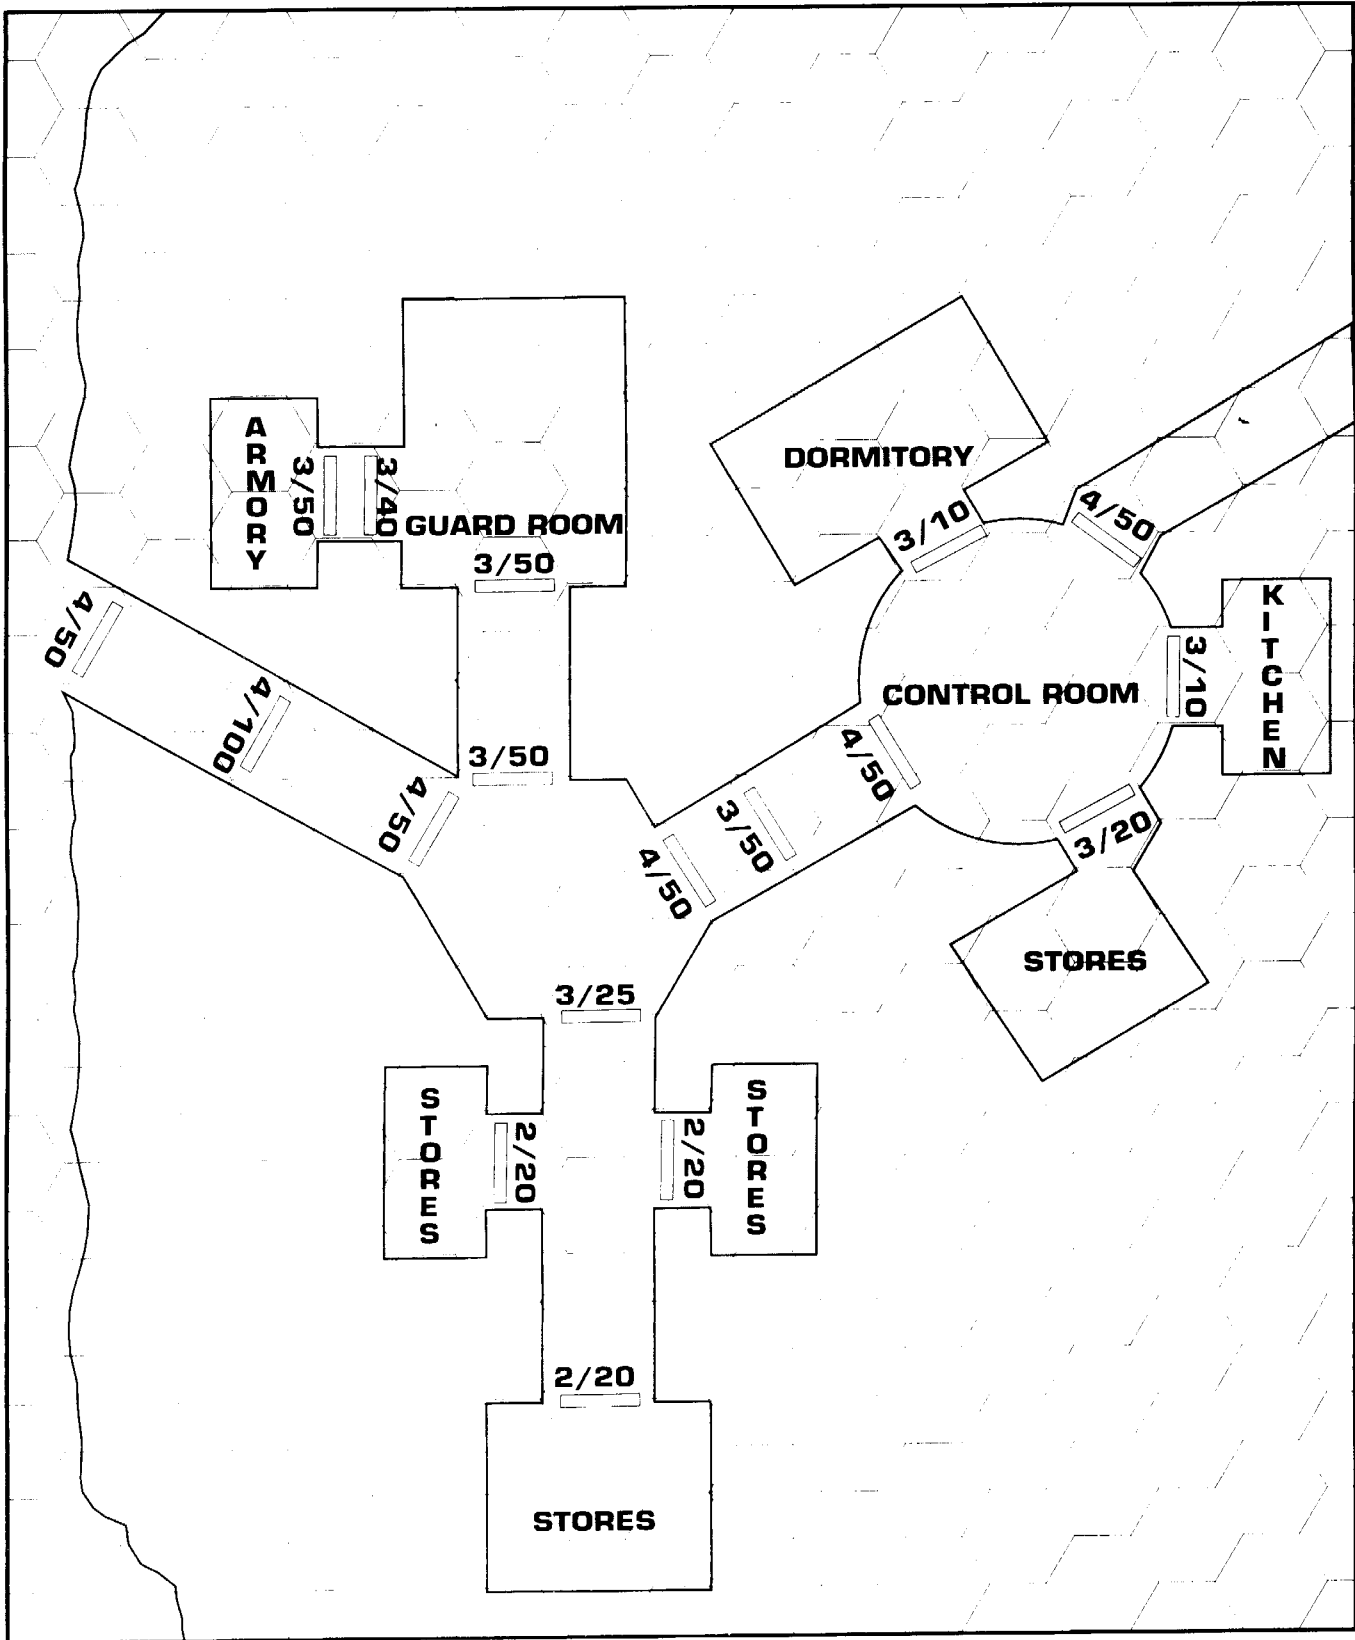 ARMORY
3/50
3/40
GUARD ROOM
3/50
DORMITORY
3/10
4/50
KITCHEN
3/10
CONTROL ROOM
4/50
4/100
4/50
3/50
4/50
3/50
4/50
3/20
STORES
3/25
STORES
2/20
2/20
STORES
2/20
STORES